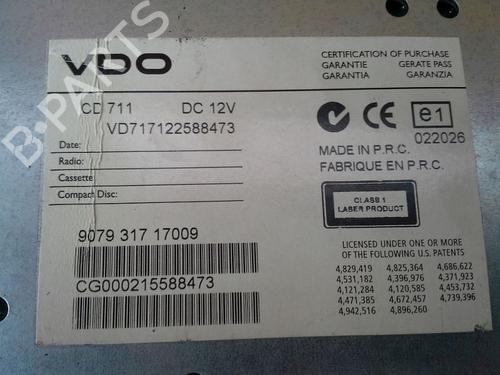 VDO
CERTIFICATION OF PURCHASE
GARANTIE GERATE PASS
GARANTIA GARANZIA
CD 711 DC 12V
VD717122588473
CE e1
022026
Date:
Radio:
Cassette:
Compact Disc:
MADE IN P.R.C.
FABRIQUE EN P.R.C.
CLASS 1
LASER PRODUCT
9079 317 17009
CG000215588473
LICENSED UNDER ONE OR MORE
OF THE FOLLOWING U.S. PATENTS
4,829,419 4,825,364 4,686,622
4,531,182 4,396,976 4,371,923
4,121,284 4,120,585 4,453,732
4,471,385 4,672,457 4,739,396
4,942,516 4,896,260
B-PARTS